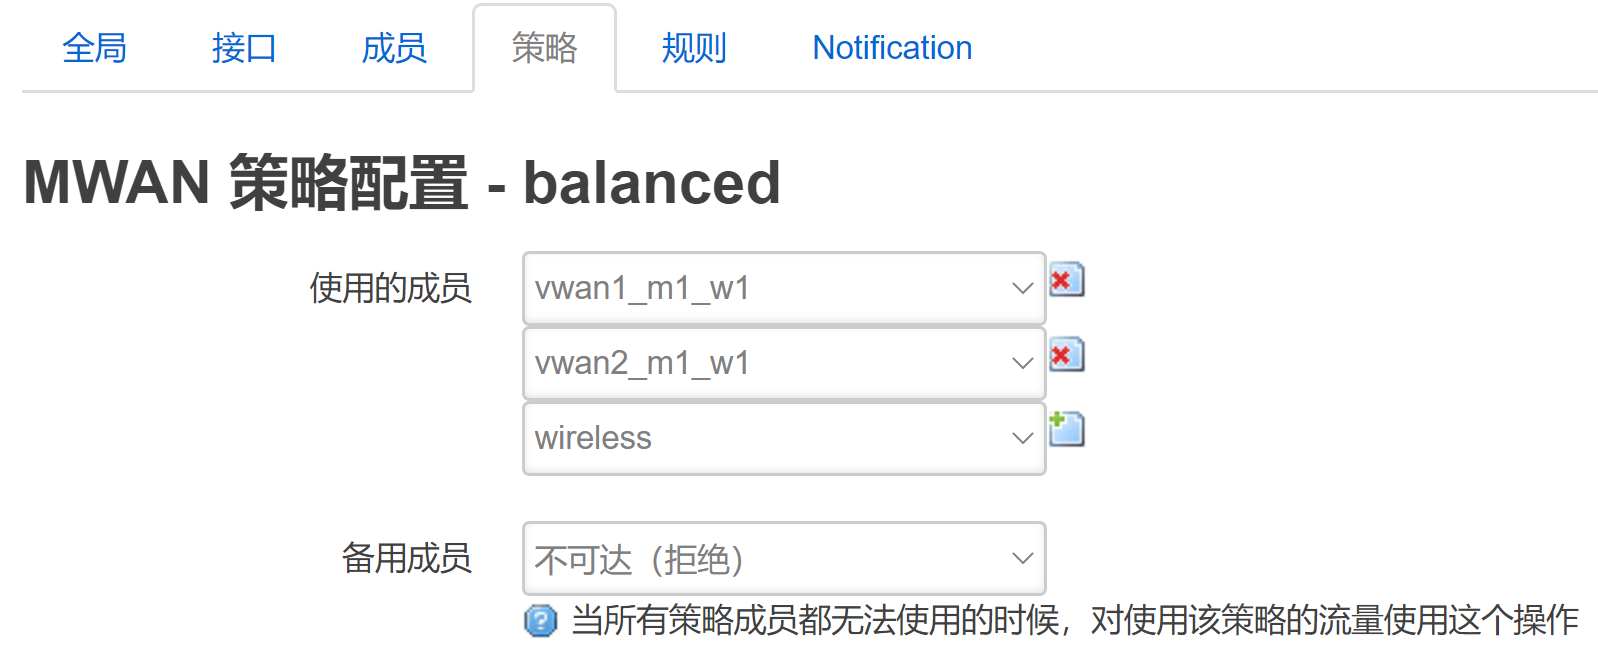 全局 接口 成员 策略 规则 Notification
MWAN 策略配置 - balanced
使用的成员 vwan1_m1_w1
vwan2_m1_w1
wireless
备用成员 不可达（拒绝）
当所有策略成员都无法使用的时候，对使用该策略的流量使用这个操作